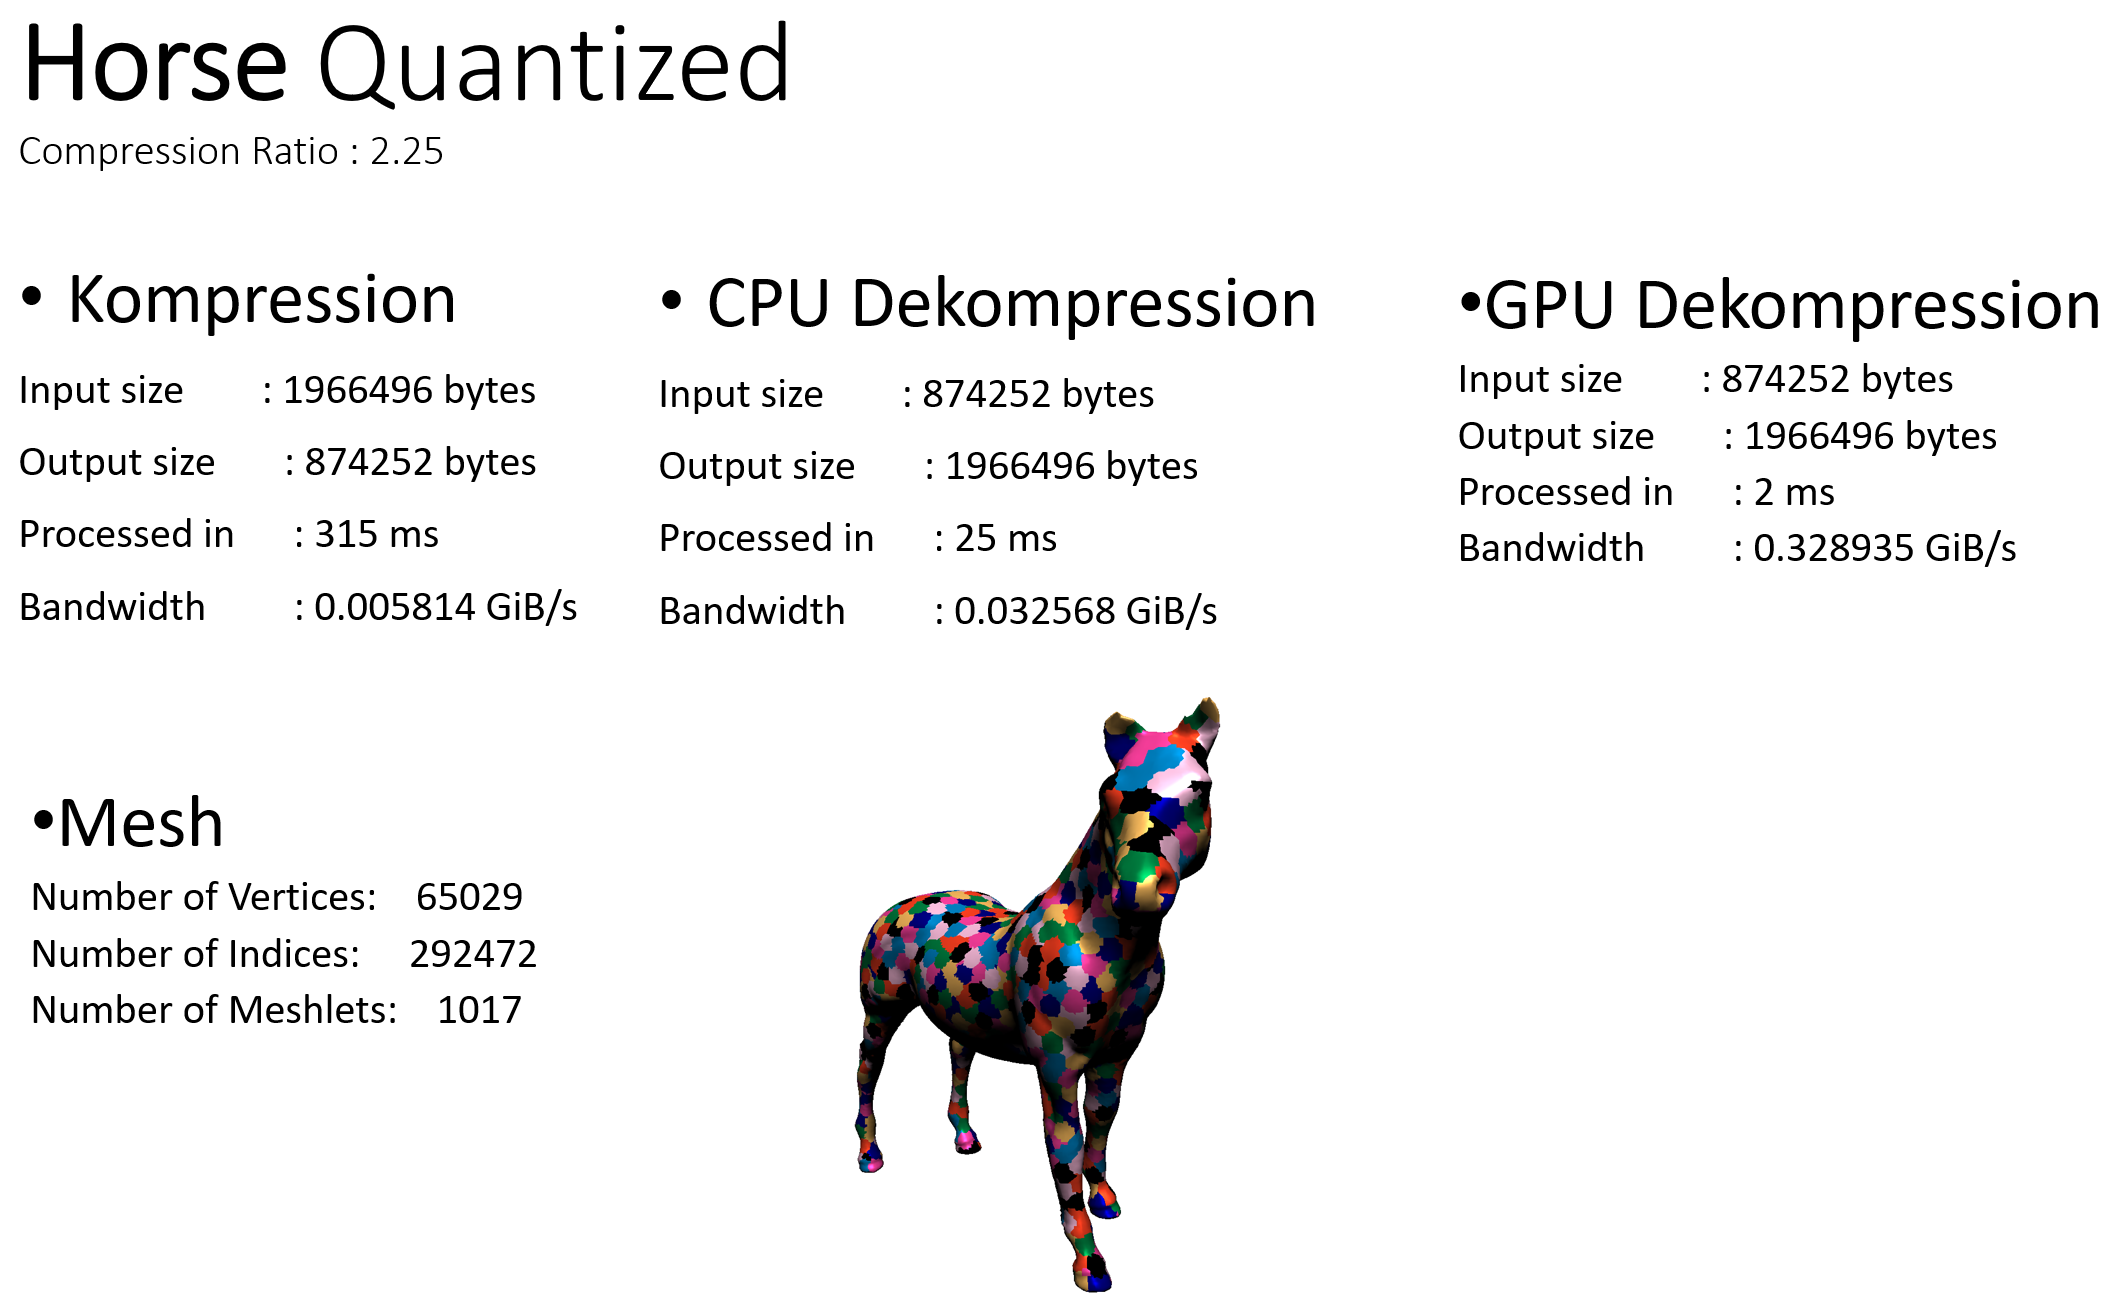 Horse Quantized
Compression Ratio : 2.25
• Kompression
Input size : 1966496 bytes
Output size : 874252 bytes
Processed in : 315 ms
Bandwidth : 0.005814 GiB/s
• CPU Dekompression
Input size : 874252 bytes
Output size : 1966496 bytes
Processed in : 25 ms
Bandwidth : 0.032568 GiB/s
•GPU Dekompression
Input size : 874252 bytes
Output size : 1966496 bytes
Processed in : 2 ms
Bandwidth : 0.328935 GiB/s
•Mesh
Number of Vertices: 65029
Number of Indices: 292472
Number of Meshlets: 1017